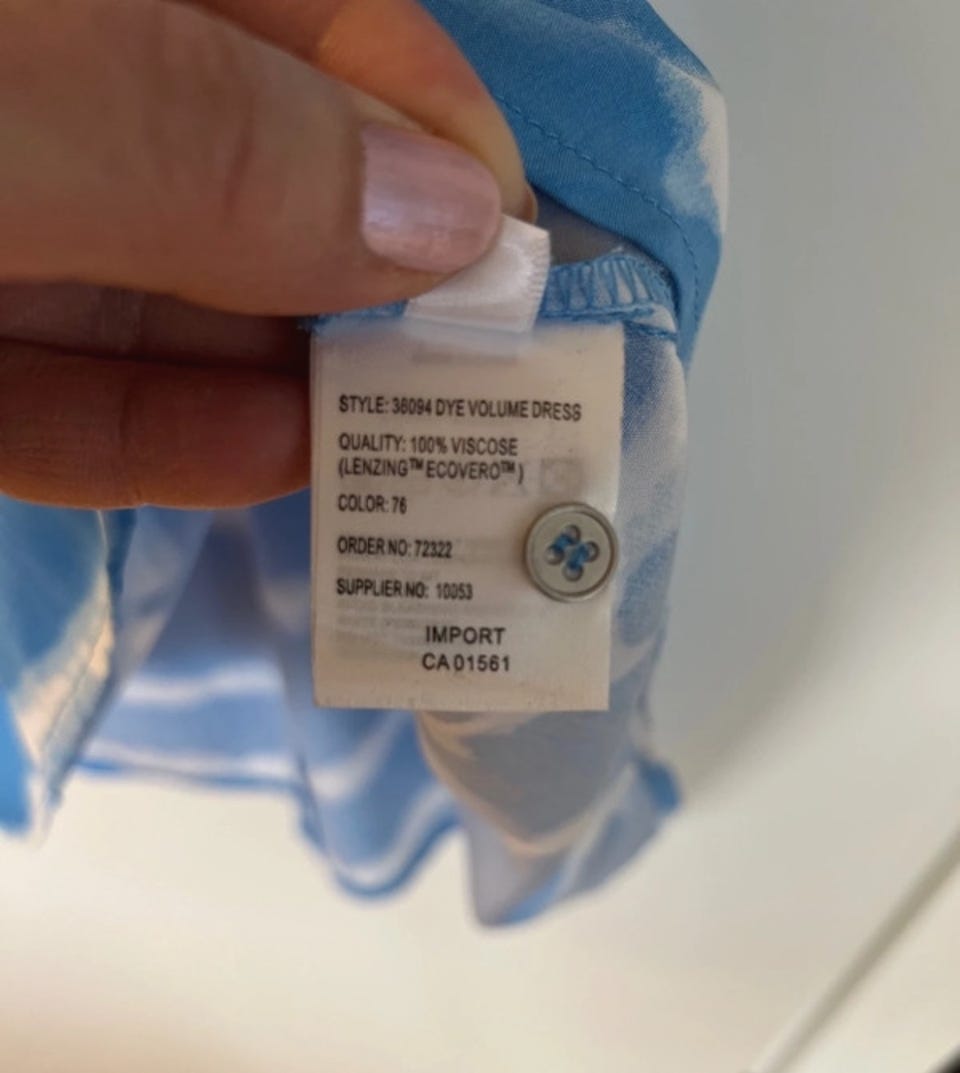 STYLE: 36094 DYE VOLUME DRESS
QUALITY: 100% VISCOSE
(LENZING™ ECOVERO™)
COLOR: 76
ORDER NO: 72322
SUPPLIER NO: 10053
IMPORT
CA 01561